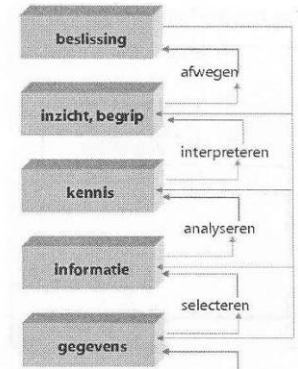 beslissing
afwegen
inzicht, begrip
interpreteren
kennis
analyseren
informatie
selecteren
gegevens